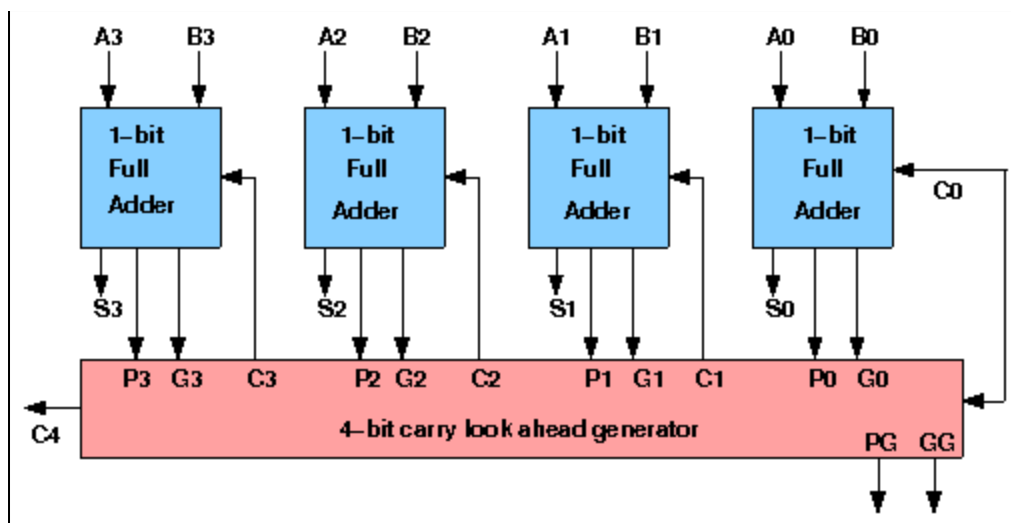 A3 B3 A2 B2 A1 B1 A0 B0
1-bit Full Adder
1-bit Full Adder
1-bit Full Adder
1-bit Full Adder
C0
S3 S2 S1 S0
P3 G3 C3 P2 G2 C2 P1 G1 C1 P0 G0
4-bit carry look ahead generator
C4
PG GG